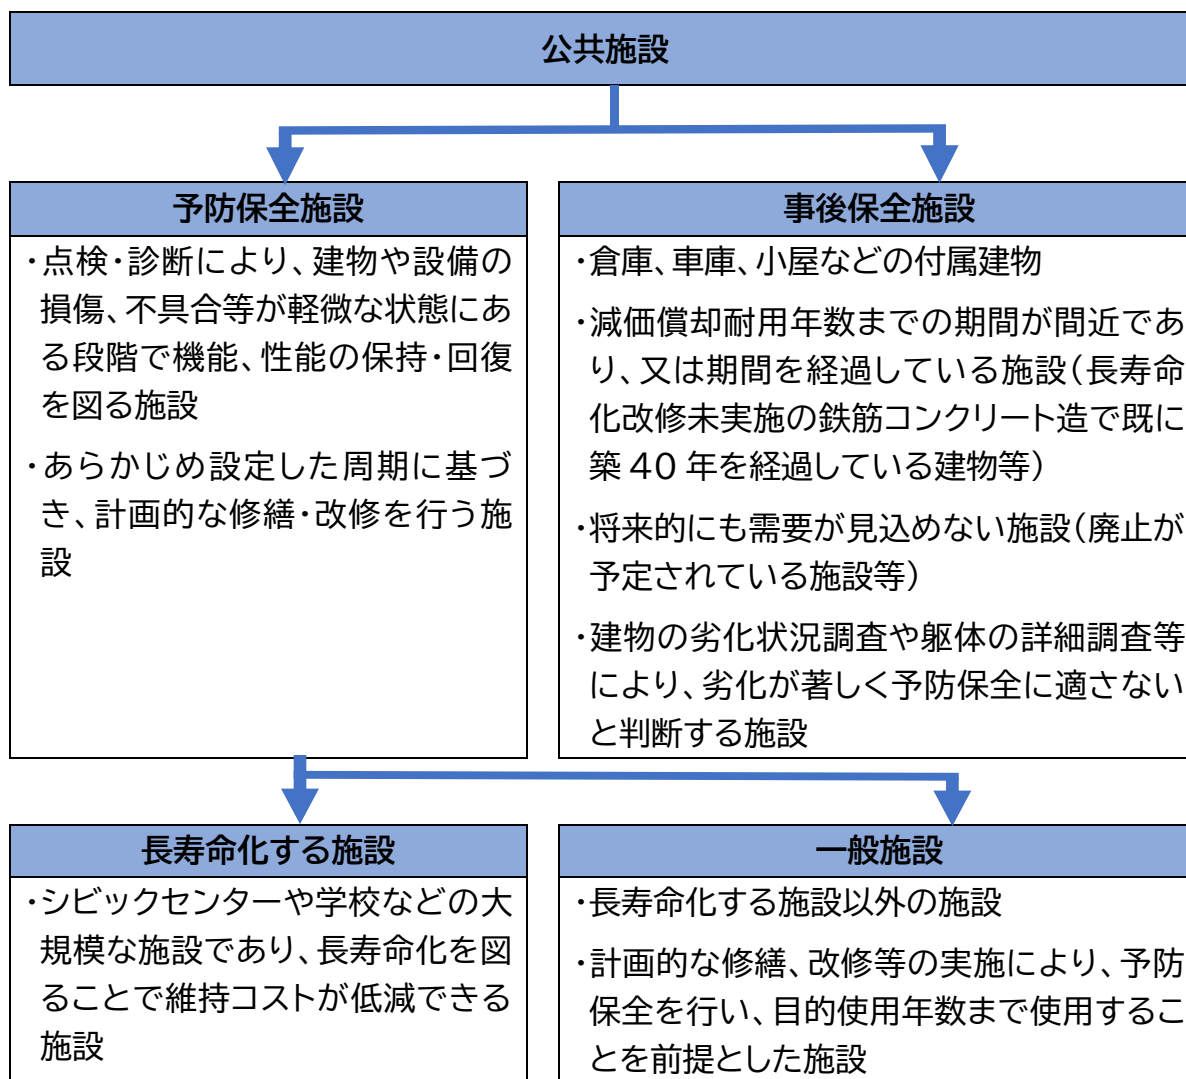 公共施設
予防保全施設
・点検・診断により、建物や設備の
損傷、不具合等が軽微な状態にあ
る段階で機能、性能の保持・回復
を図る施設
・あらかじめ設定した周期に基づ
き、計画的な修繕・改修を行う施
設
事後保全施設
・倉庫、車庫、小屋などの付属建物
・減価償却耐用年数までの期間が間近であ
り、又は期間を経過している施設（長寿命
化改修未実施の鉄筋コンクリート造で既に
築 40 年を経過している建物等）
・将来的にも需要が見込めない施設（廃止が
予定されている施設等）
・建物の劣化状況調査や躯体の詳細調査等
により、劣化が著しく予防保全に適さない
と判断する施設
長寿命化する施設
・シビックセンターや学校などの大
規模な施設であり、長寿命化を図
ることで維持コストが低減できる
施設
一般施設
・長寿命化する施設以外の施設
・計画的な修繕、改修等の実施により、予防
保全を行い、目的使用年数まで使用するこ
とを前提とした施設